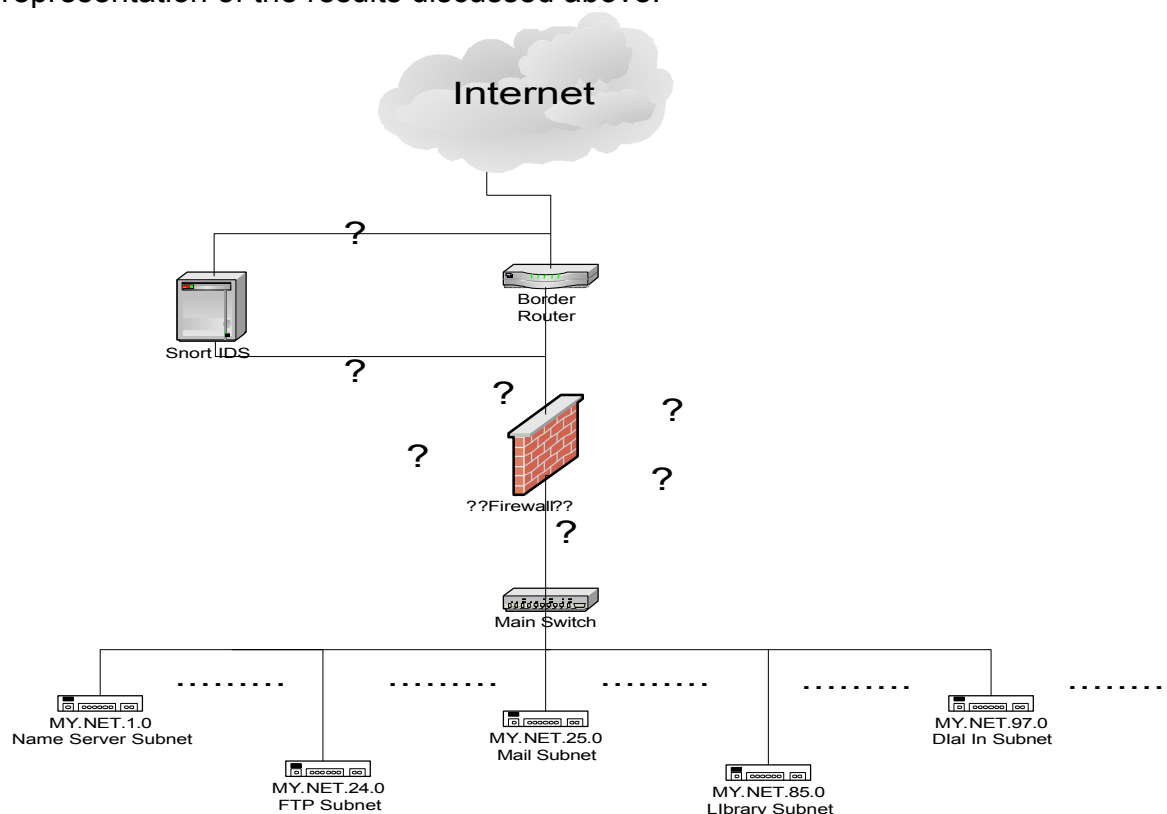 representation of the results discussed above:
Internet
?
Border
Router
Snort IDS
?
?
?
?
?
??Firewall??
?
Main Switch
MY.NET.1.0
Name Server Subnet
MY.NET.25.0
Mail Subnet
MY.NET.97.0
DIal In Subnet
MY.NET.24.0
FTP Subnet
MY.NET.85.0
LIbrary Subnet